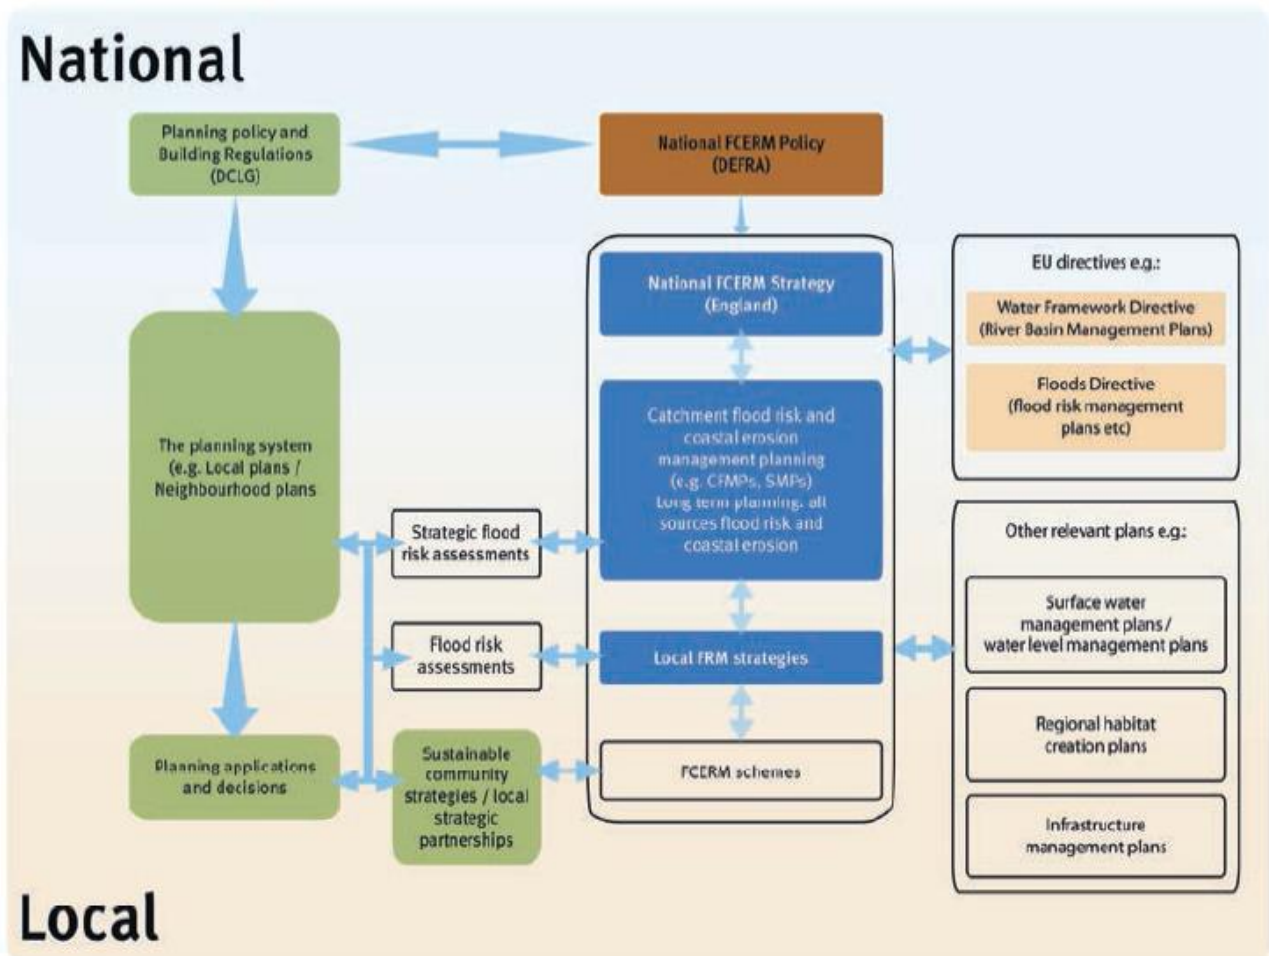 National
Planning policy and
Building Regulations
(DCLG)
National FCERM Policy
(DEFRA)
National FCERM Strategy
(England)
EU directives e.g.:
Water Framework Directive
(River Basin Management Plans)
Floods Directive
(flood risk management
plans etc)
The planning system
(e.g. Local plans /
Neighbourhood plans
Catchment flood risk and
coastal erosion
management planning
(e.g. CFMPs, SMPs)
Long term planning, all
sources flood risk and
coastal erosion
Strategic flood
risk assessments
Other relevant plans e.g.:
Surface water
management plans /
water level management plans
Flood risk
assessments
Local FRM strategies
Regional habitat
creation plans
Planning applications
and decisions
Sustainable
community
strategies / local
strategic
partnerships
FCERM schemes
Infrastructure
management plans
Local